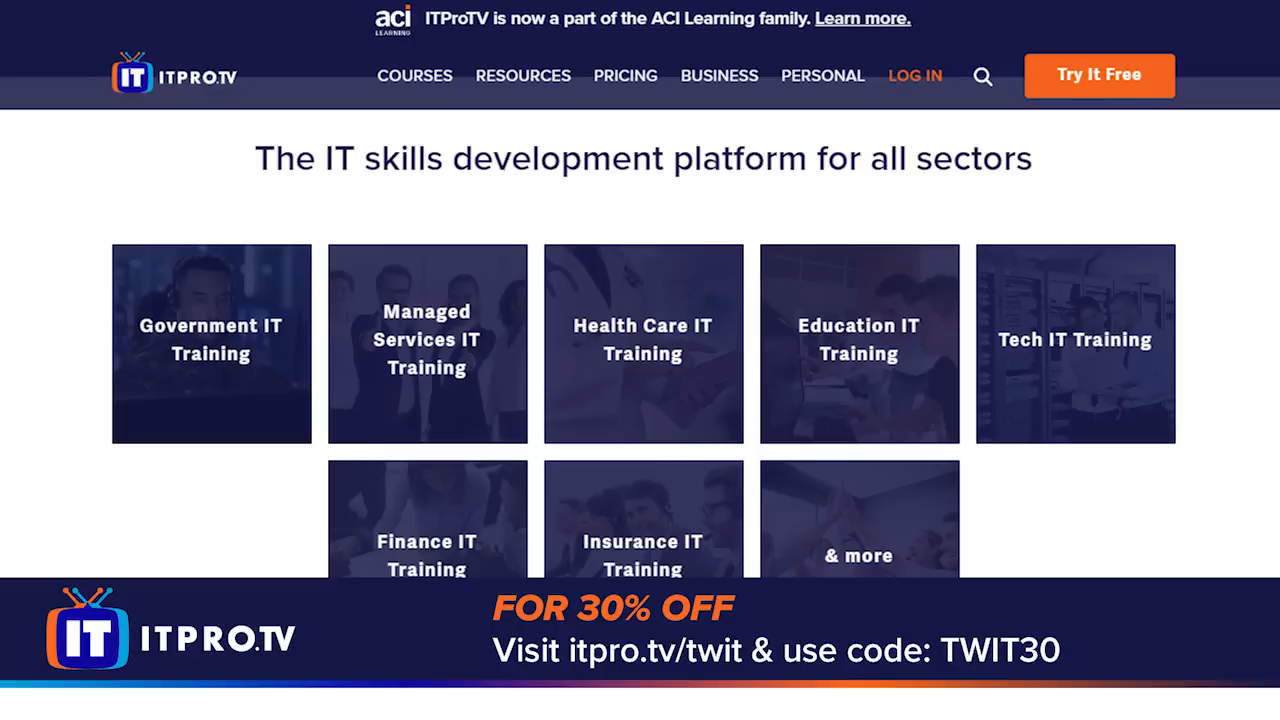 aci
LEARNING
ITProTV is now a part of the ACI Learning family. Learn more.
IT ITPRO.TV
COURSES RESOURCES PRICING BUSINESS PERSONAL LOG IN
Try It Free
The IT skills development platform for all sectors
Government IT
Training
Managed
Services IT
Training
Health Care IT
Training
Education IT
Training
Tech IT Training
Finance IT
Training
Insurance IT
Training
& more
IT ITPRO.TV
FOR 30% OFF
Visit itpro.tv/twit & use code: TWIT30